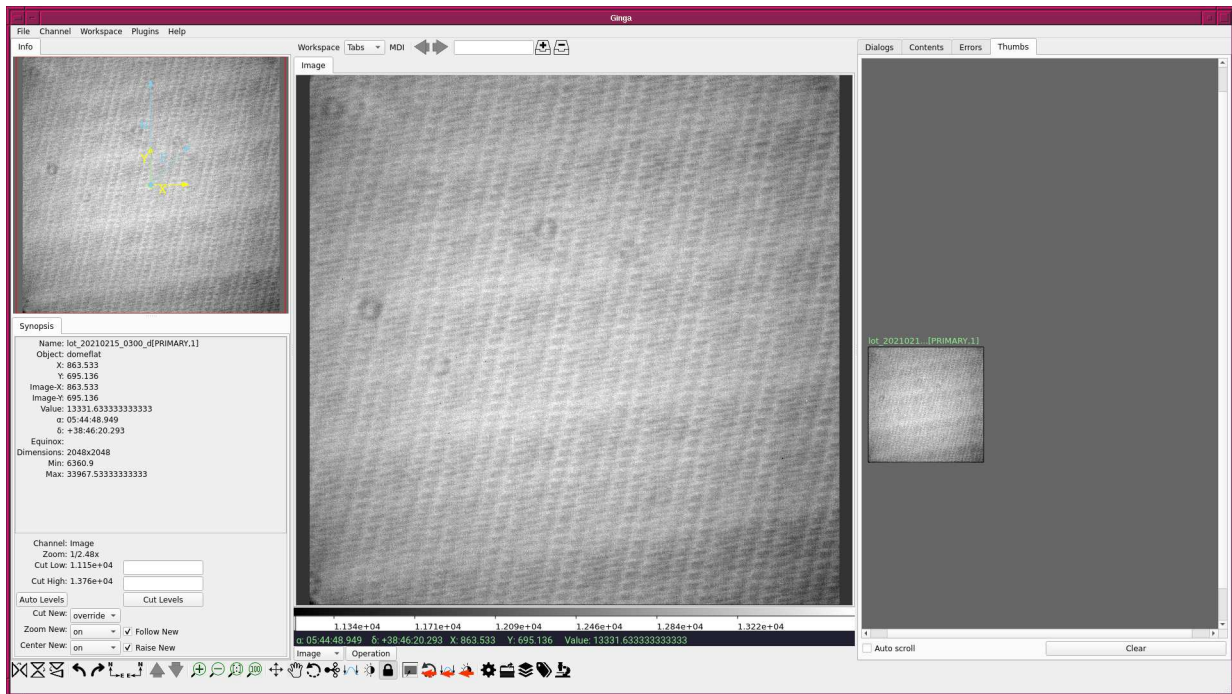 Ginga
File Channel Workspace Plugins Help
Info
Workspace Tabs MDI
Image
Dialogs Contents Errors Thumbs
Y
X
Synopsis
Name: lot_20210215_0300_d[PRIMARY,1]
Object: domeflat
X: 863.533
Y: 695.136
Image-X: 863.533
Image-Y: 695.136
Value: 13331.633333333333
α: 05:44:48.949
δ: +38:46:20.293
Equinox:
Dimensions: 2048x2048
Min: 6360.9
Max: 33967.53333333333
lot_2021021...[PRIMARY,1]
Channel: Image
Zoom: 1/2.48x
Cut Low: 1.115e+04
Cut High: 1.376e+04
Auto Levels Cut Levels
Cut New: override
Zoom New: on Follow New
Center New: on Raise New
1.134e+04 1.171e+04 1.209e+04 1.246e+04 1.284e+04 1.322e+04
α: 05:44:48.949 δ: +38:46:20.293 X: 863.533 Y: 695.136 Value: 13331.633333333333
Image Operation
Auto scroll Clear